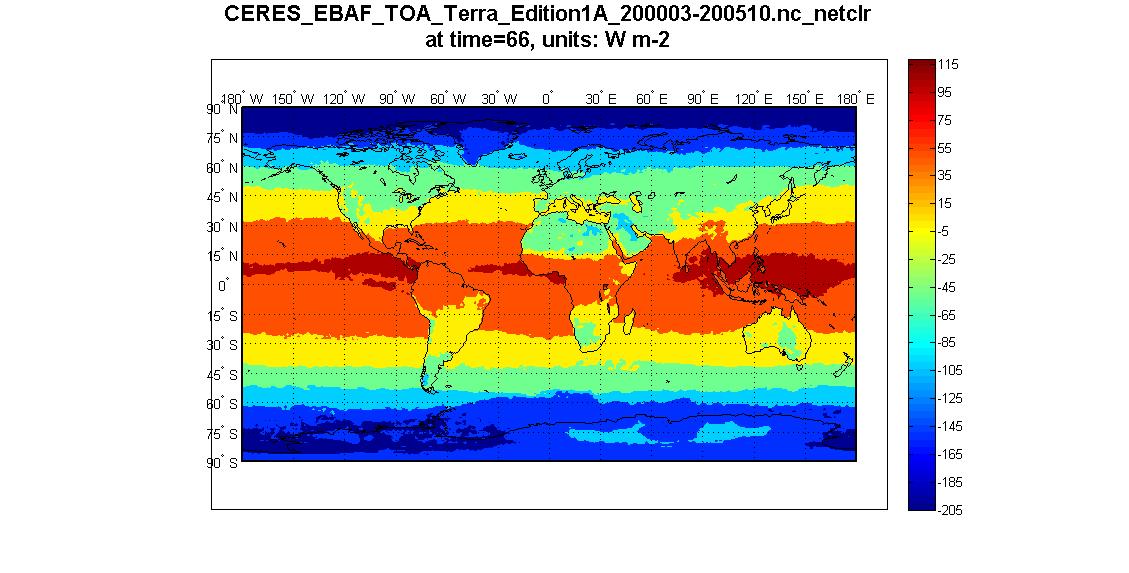 CERES_EBAF_TOA_Terra_Edition1A_200003-200510.nc_netclr
at time=66, units: W m-2
180° W 150° W 120° W 90° W 60° W 30° W 0° 30° E 60° E 90° E 120° E 150° E 180° E
90° N
75° N
60° N
45° N
30° N
15° N
0°
15° S
30° S
45° S
60° S
75° S
90° S
115
95
75
55
35
15
-5
-25
-45
-65
-85
-105
-125
-145
-165
-185
-205